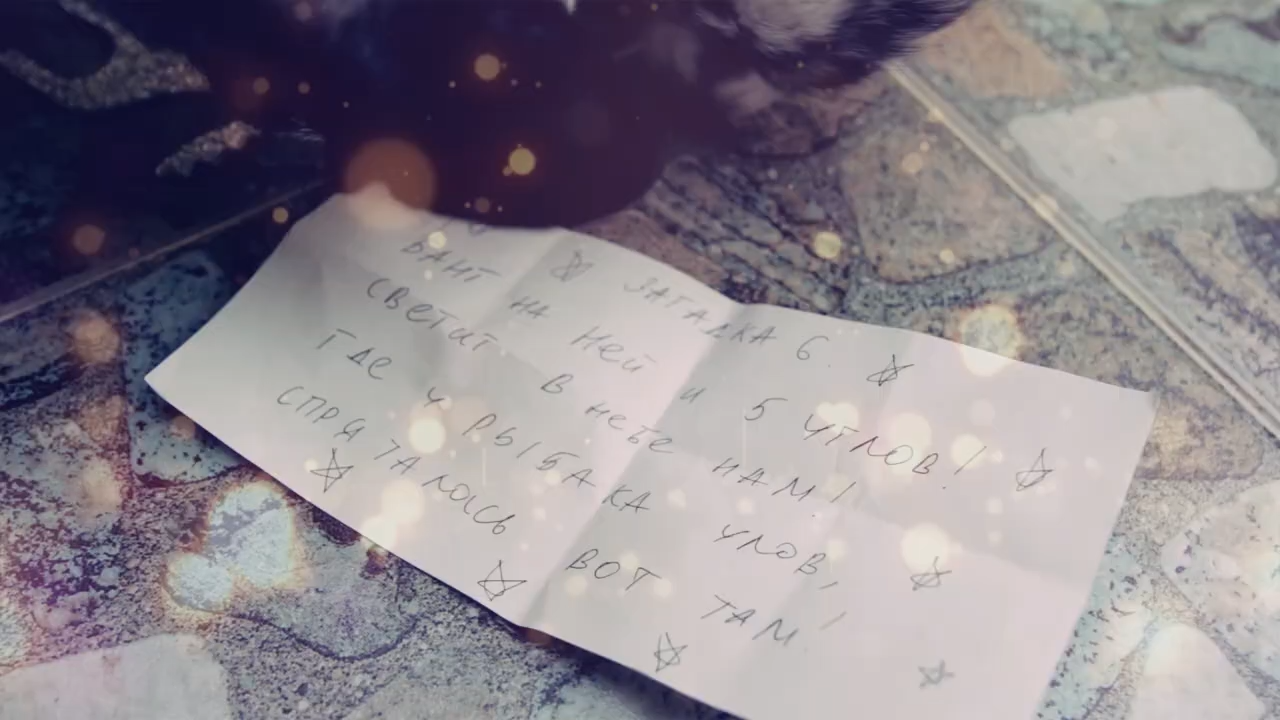 ЗАГАДКА 6.
БАНТ НА НЕЙ И 5 УГЛОВ!
СВЕТИТ В НЕБЕ НАМ!
ГДЕ У РЫБАКА УЛОВ,
СПРЯТАЛОСЬ ВОТ ТАМ!